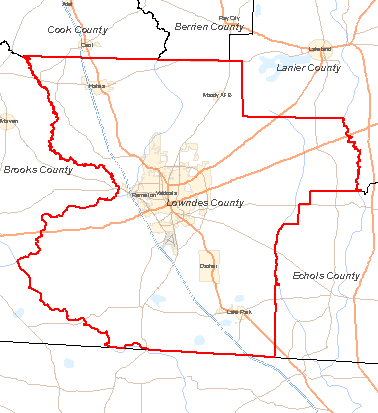 Adel
Ray City
Berrien County
Cook County
Cecil
Lakeland
Lanier County
Hahira
Moody AFB
Morven
Brooks County
Remerton
Valdosta
Lowndes County
Dasher
Echols County
Lake Park